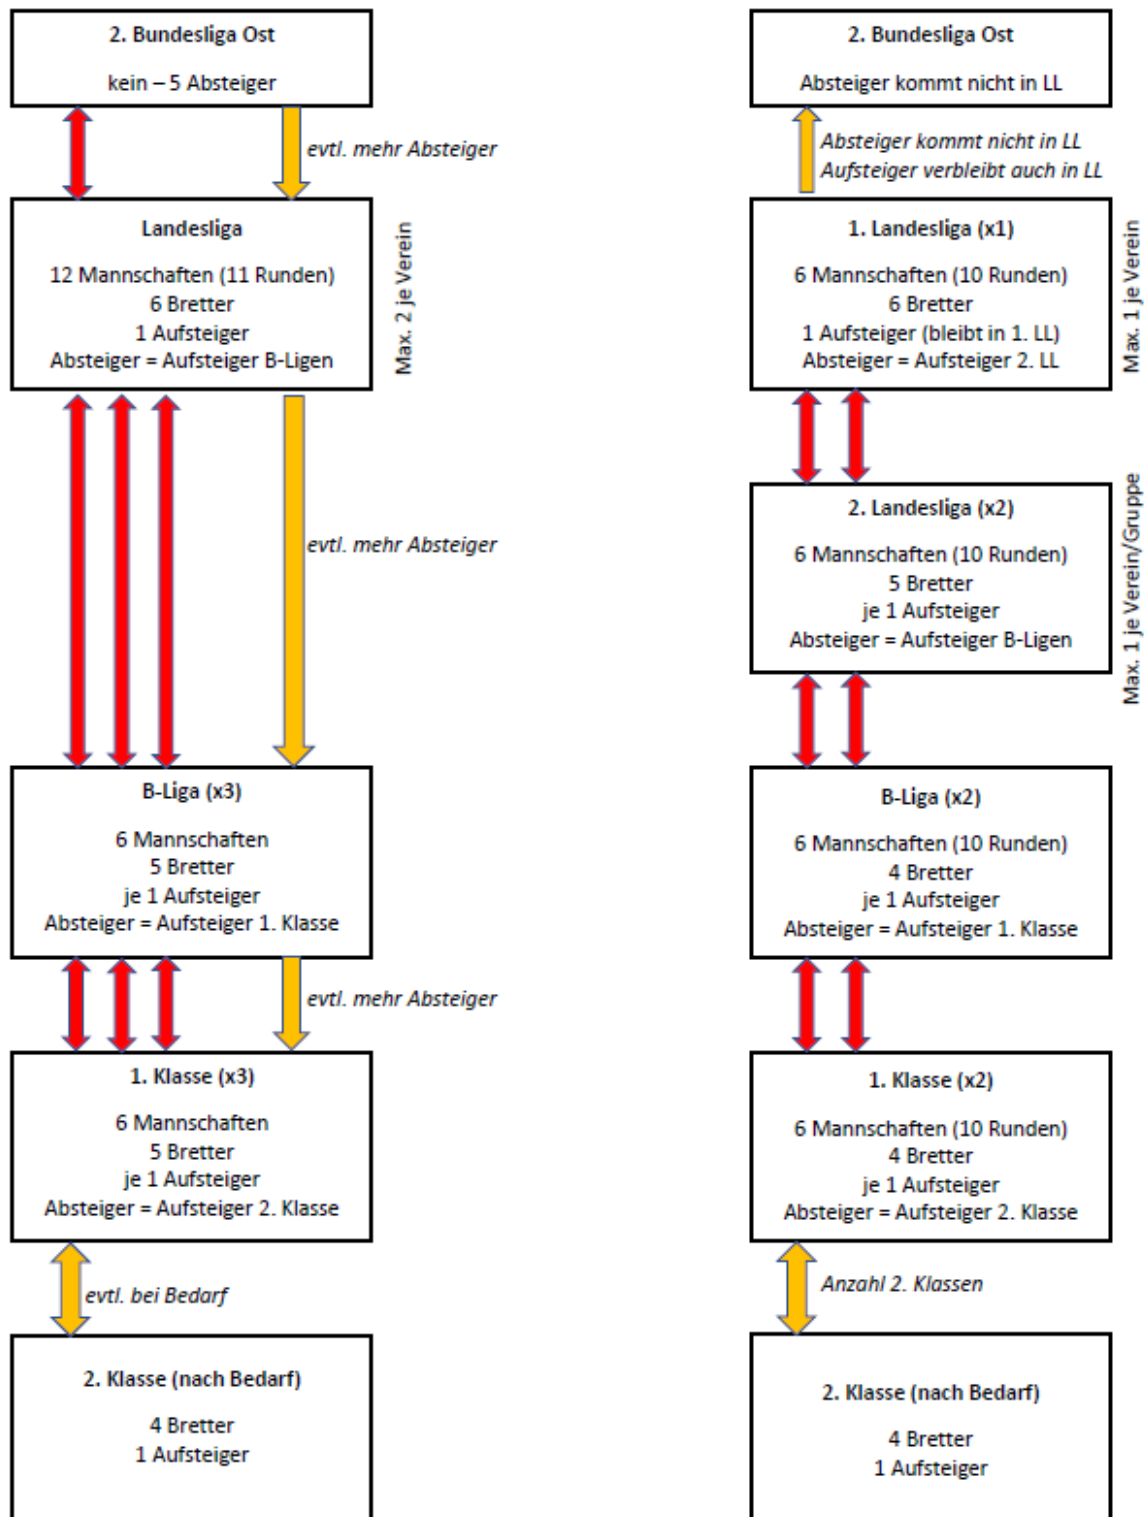 2. Bundesliga Ost
kein – 5 Absteiger
evtl. mehr Absteiger
Landesliga
12 Mannschaften (11 Runden)
6 Bretter
1 Aufsteiger
Absteiger = Aufsteiger B-Ligen
Max. 2 je Verein
evtl. mehr Absteiger
B-Liga (x3)
6 Mannschaften
5 Bretter
je 1 Aufsteiger
Absteiger = Aufsteiger 1. Klasse
evtl. mehr Absteiger
1. Klasse (x3)
6 Mannschaften
5 Bretter
je 1 Aufsteiger
Absteiger = Aufsteiger 2. Klasse
evtl. bei Bedarf
2. Klasse (nach Bedarf)
4 Bretter
1 Aufsteiger
2. Bundesliga Ost
Absteiger kommt nicht in LL
Absteiger kommt nicht in LL
Aufsteiger verbleibt auch in LL
1. Landesliga (x1)
6 Mannschaften (10 Runden)
6 Bretter
1 Aufsteiger (bleibt in 1. LL)
Absteiger = Aufsteiger 2. LL
Max. 1 je Verein
2. Landesliga (x2)
6 Mannschaften (10 Runden)
5 Bretter
je 1 Aufsteiger
Absteiger = Aufsteiger B-Ligen
Max. 1 je Verein/Gruppe
B-Liga (x2)
6 Mannschaften (10 Runden)
4 Bretter
je 1 Aufsteiger
Absteiger = Aufsteiger 1. Klasse
1. Klasse (x2)
6 Mannschaften (10 Runden)
4 Bretter
je 1 Aufsteiger
Absteiger = Aufsteiger 2. Klasse
Anzahl 2. Klassen
2. Klasse (nach Bedarf)
4 Bretter
1 Aufsteiger